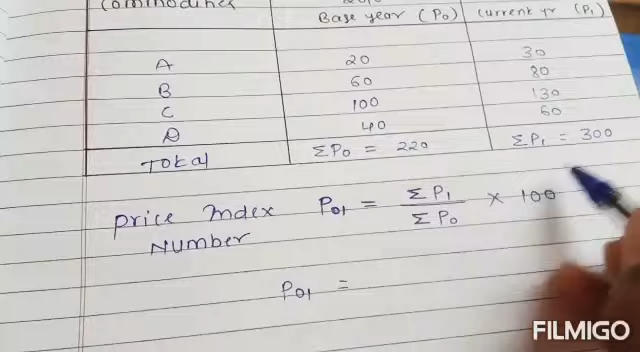 Commodities
Base year (P0) Current yr (P1)
A 20 30
B 60 80
C 100 130
D 40 60
Total ΣP0 = 220 ΣP1 = 300
Price Index P01 = ΣP1 / ΣP0 × 100
Number
P01 =
FILMIGO